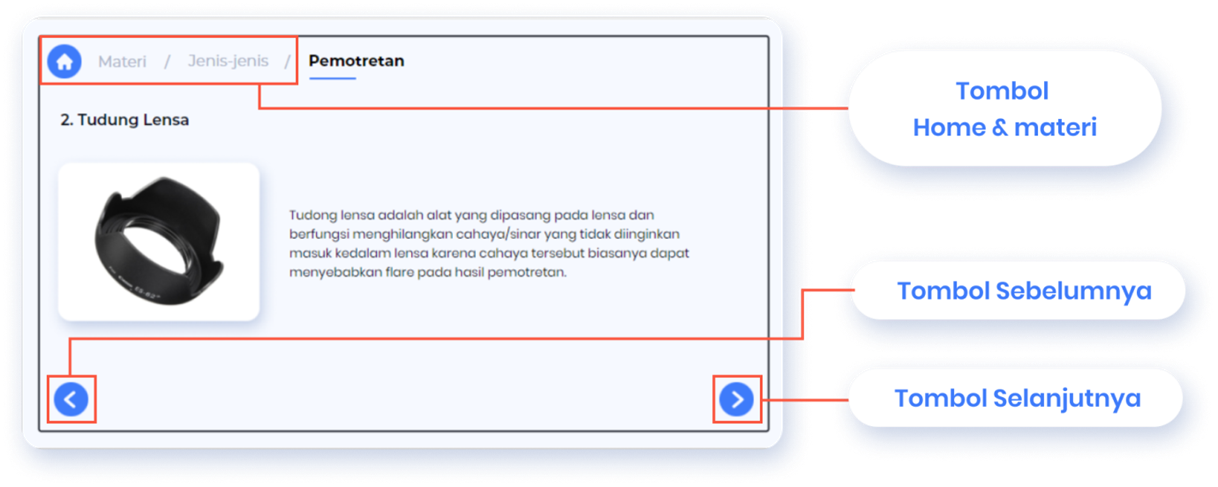 Materi / Jenis-jenis / Pemotretan
Tombol
Home & materi
2. Tudung Lensa
Tudong lensa adalah alat yang dipasang pada lensa dan
berfungsi menghilangkan cahaya/sinar yang tidak diinginkan
masuk kedalam lensa karena cahaya tersebut biasanya dapat
menyebabkan flare pada hasil pemotretan.
Tombol Sebelumnya
Tombol Selanjutnya